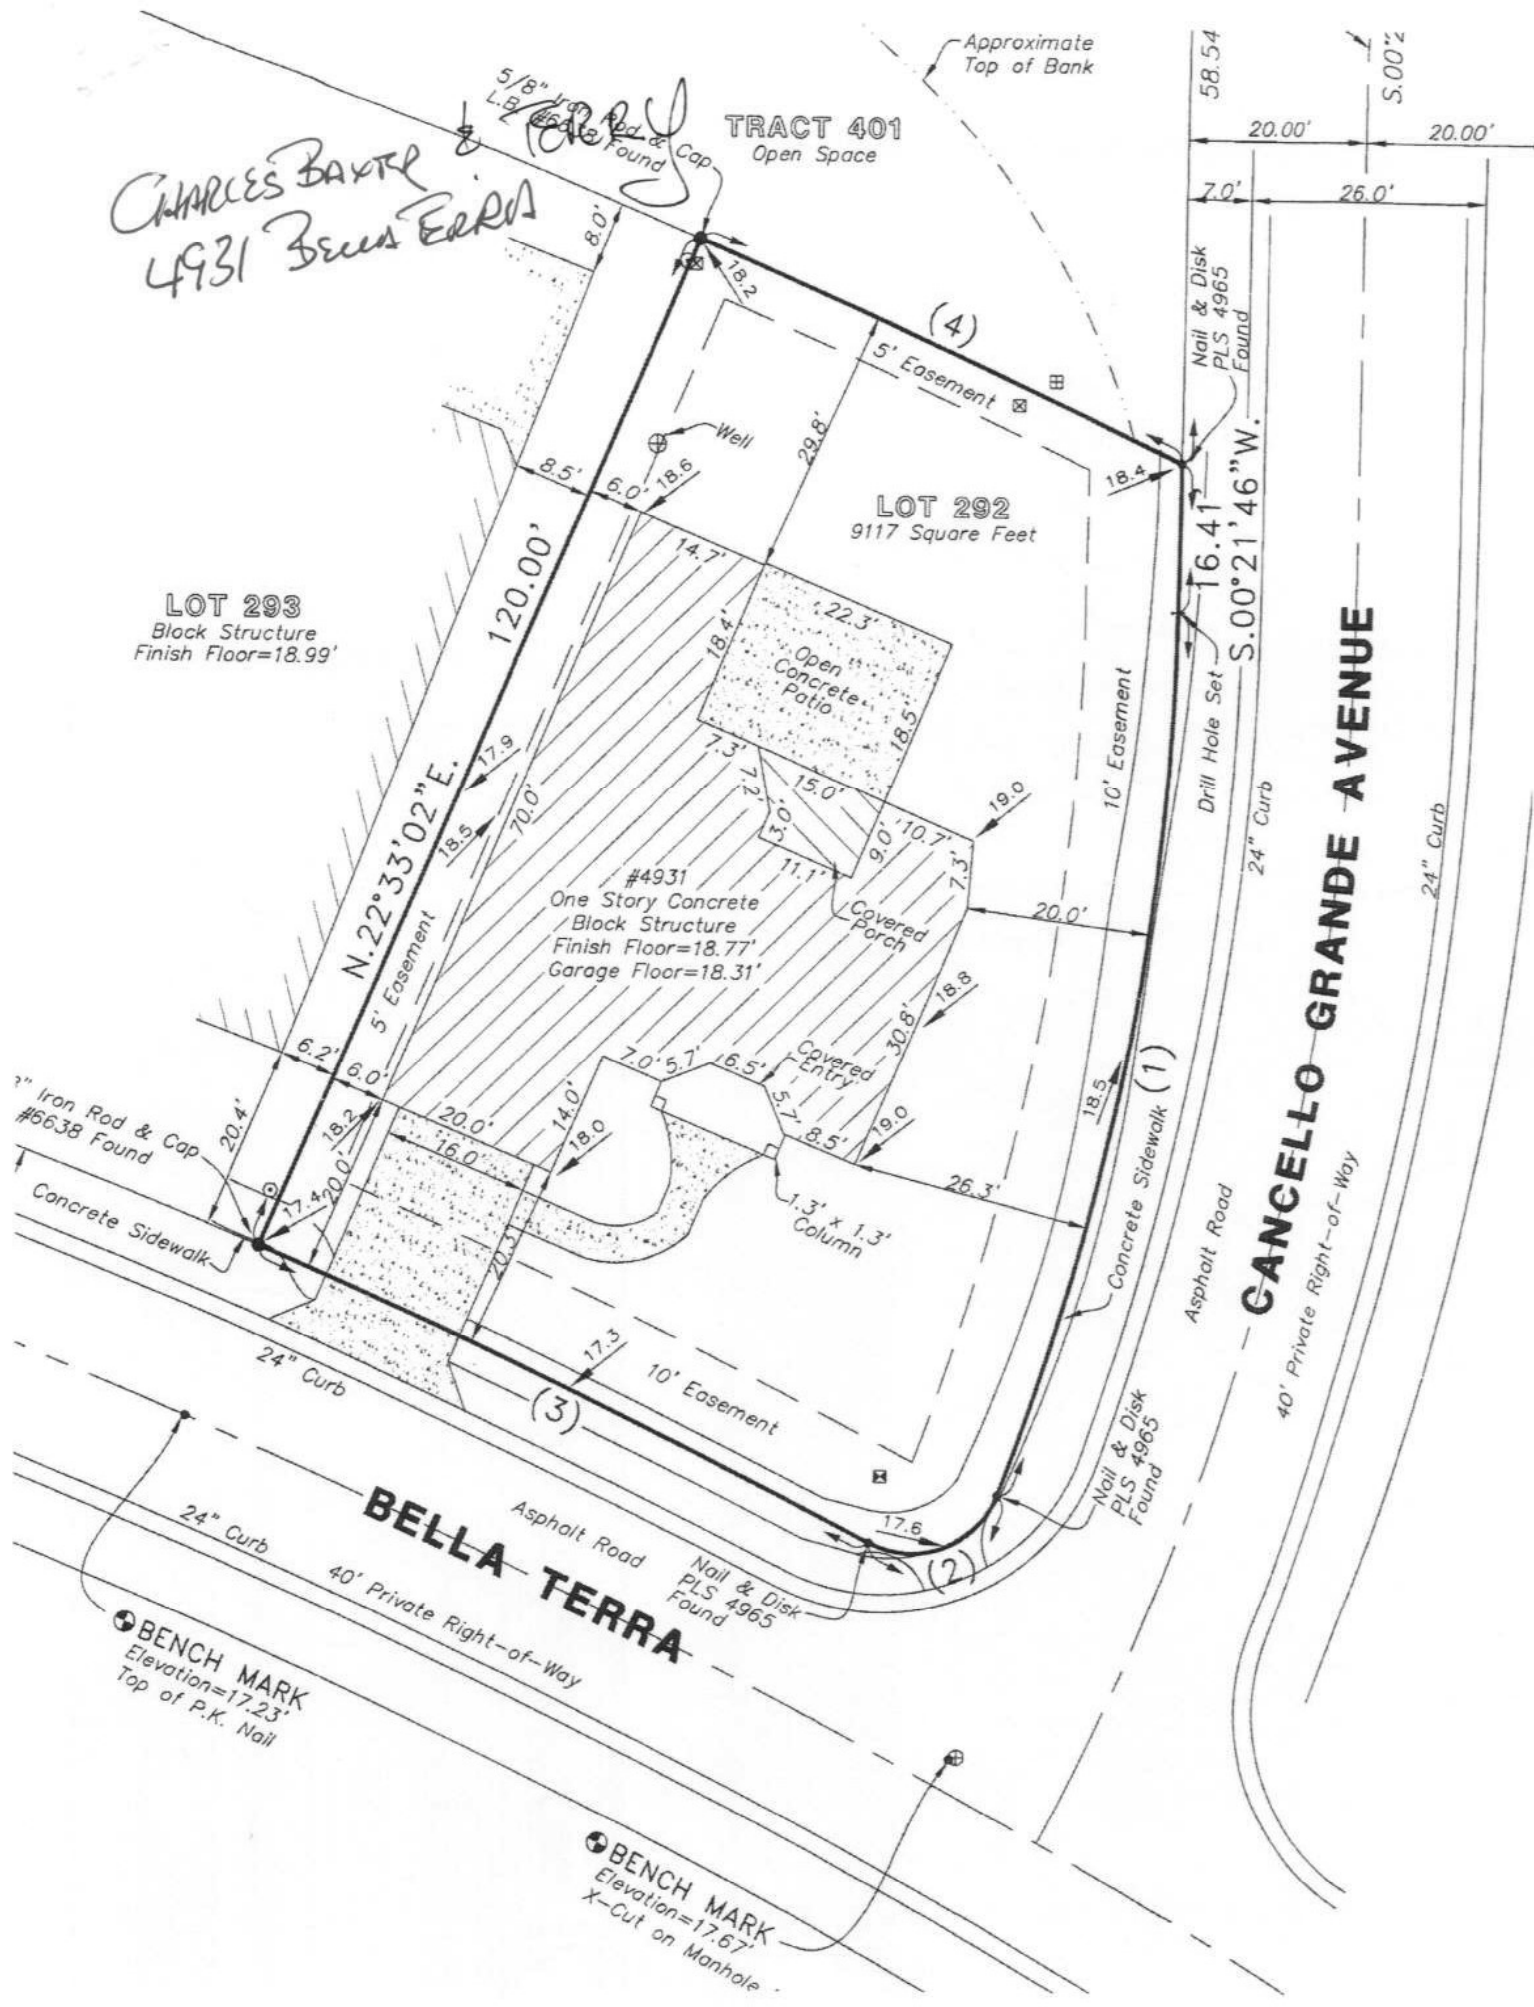 Approximate
Top of Bank
58.54
S.00°2
5/8" Iron Rod & Cap
L.B. #6638 Found
& TERRY
CHARLES BAXTER
4931 BELLA TERRA
TRACT 401
Open Space
20.00'
20.00'
7.0'
26.0'
8.0'
18.2
Nail & Disk
PLS 4965
Found
(4)
5' Easement
29.8'
Well
8.5'
6.0'
18.6
18.4
LOT 292
9117 Square Feet
16.41'
S.00°21'46"W.
120.00'
14.7'
LOT 293
Block Structure
Finish Floor=18.99'
22.3'
18.4'
Open
Concrete
Patio
18.5'
10' Easement
Drill Hole Set
24" Curb
24" Curb
CANCELLO GRANDE AVENUE
17.9
N.22°33'02"E.
18.5
70.0'
7.3'
7.2'
15.0'
3.0'
9.0'
10.7'
19.0
11.1'
7.3'
#4931
One Story Concrete
Block Structure
Finish Floor=18.77'
Garage Floor=18.31'
Covered
Porch
20.0'
5' Easement
18.8
30.8'
6.2'
6.0'
7.0'
5.7'
6.5'
Covered
Entry
5.7'
8.5'
19.0
18.5
(1)
Concrete Sidewalk
Asphalt Road
40' Private Right-of-Way
" Iron Rod & Cap
#6638 Found
20.4'
18.2
20.0'
16.0'
14.0'
18.0
26.3'
Concrete Sidewalk
17.4
20.0'
20.3'
1.3' x 1.3'
Column
24" Curb
17.3
(3)
10' Easement
Nail & Disk
PLS 4965
Found
17.6
(2)
BELLA TERRA
Asphalt Road
24" Curb
40' Private Right-of-Way
Nail & Disk
PLS 4965
Found
BENCH MARK
Elevation=17.23'
Top of P.K. Nail
BENCH MARK
Elevation=17.67'
X-Cut on Manhole